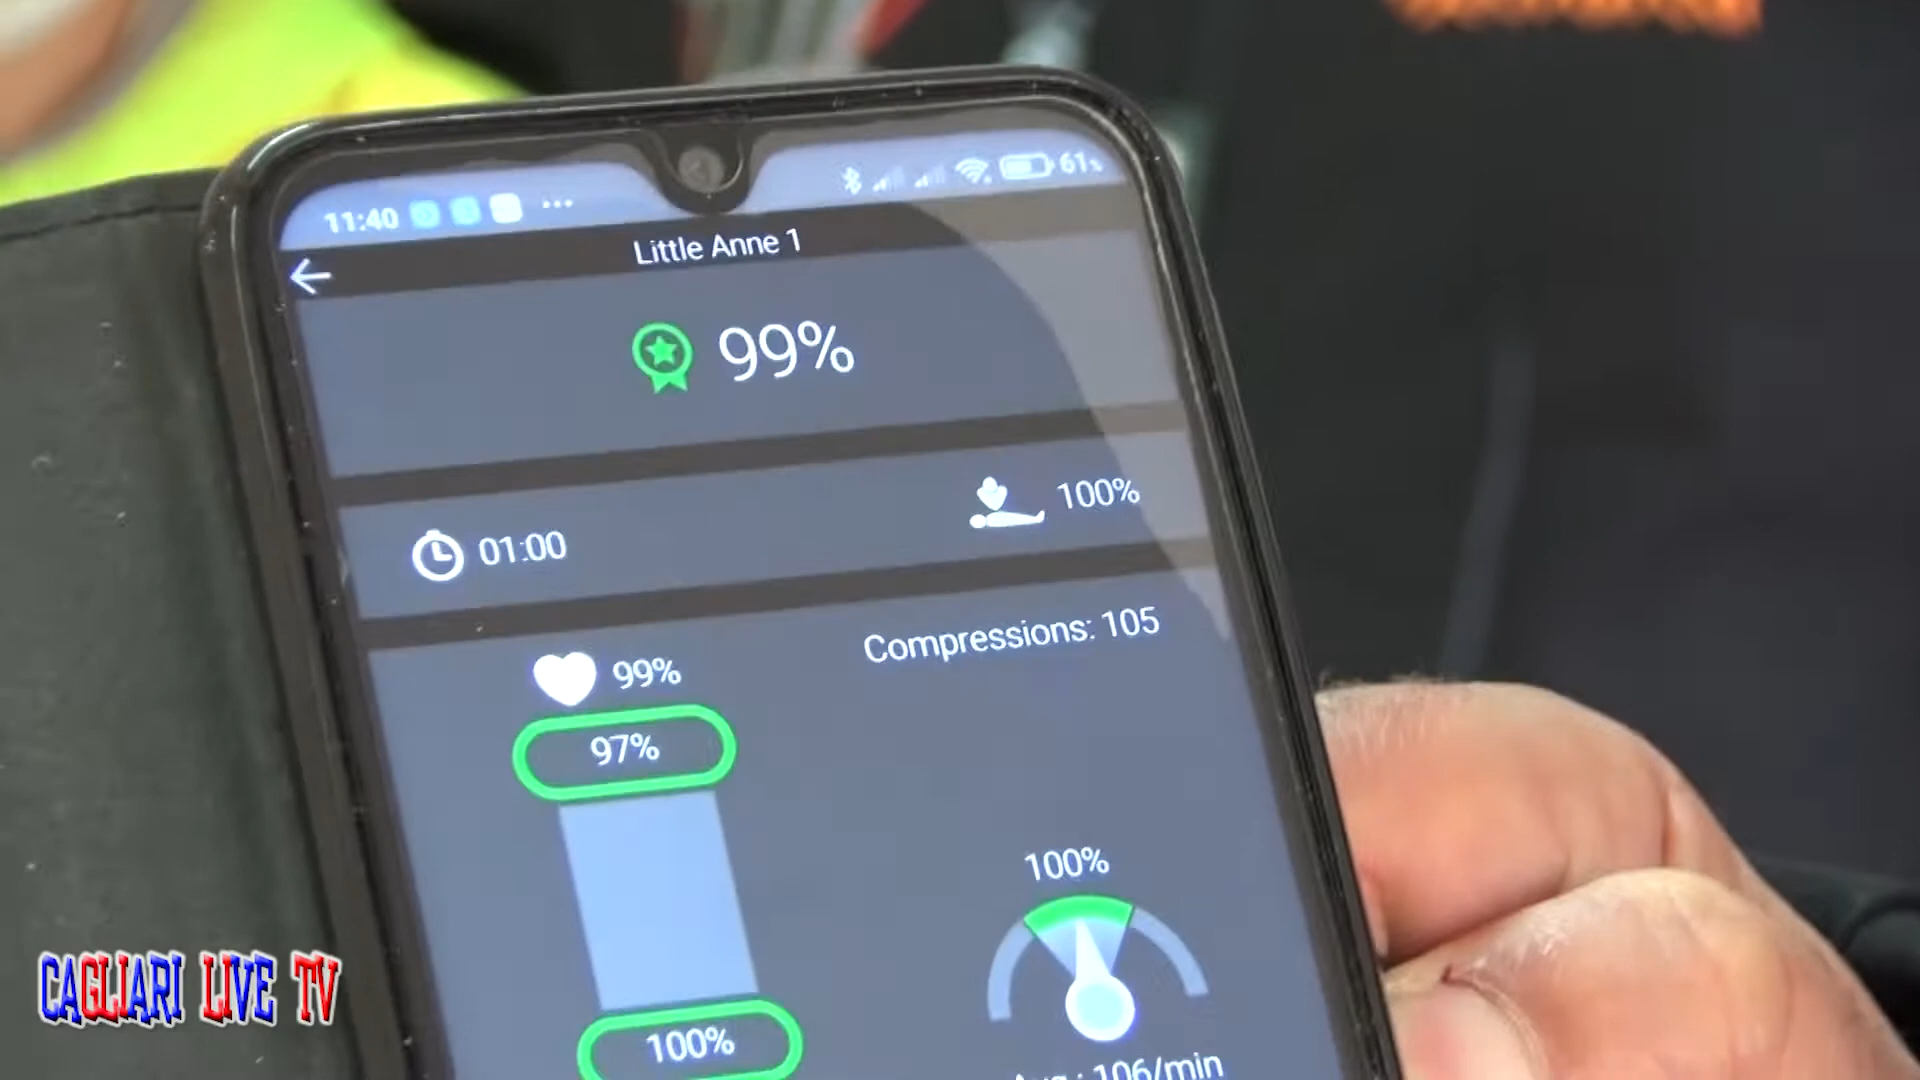 11:40 ... 61%
Little Anne 1
99%
01:00 100%
Compressions: 105
99%
97%
100%
100%
Avg.: 106/min
CAGLIARI LIVE TV